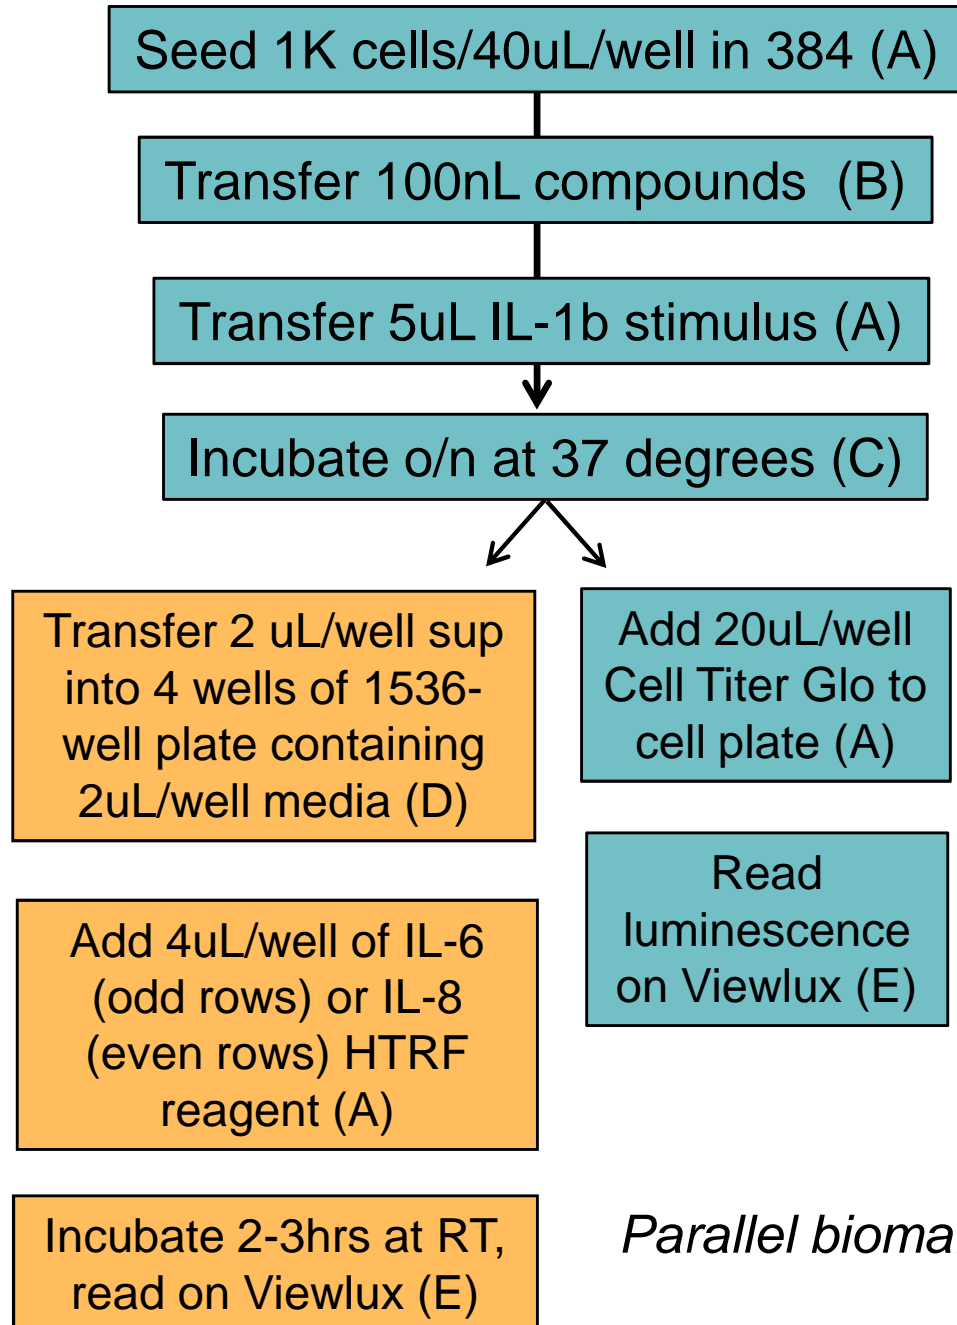 Seed 1K cells/40uL/well in 384 (A)
Transfer 100nL compounds (B)
Transfer 5uL IL-1b stimulus (A)
Incubate o/n at 37 degrees (C)
Transfer 2 uL/well sup
into 4 wells of 1536-
well plate containing
2uL/well media (D)
Add 20uL/well
Cell Titer Glo to
cell plate (A)
Read
luminescence
on Viewlux (E)
Add 4uL/well of IL-6
(odd rows) or IL-8
(even rows) HTRF
reagent (A)
Incubate 2-3hrs at RT,
read on Viewlux (E)
Parallel bioma